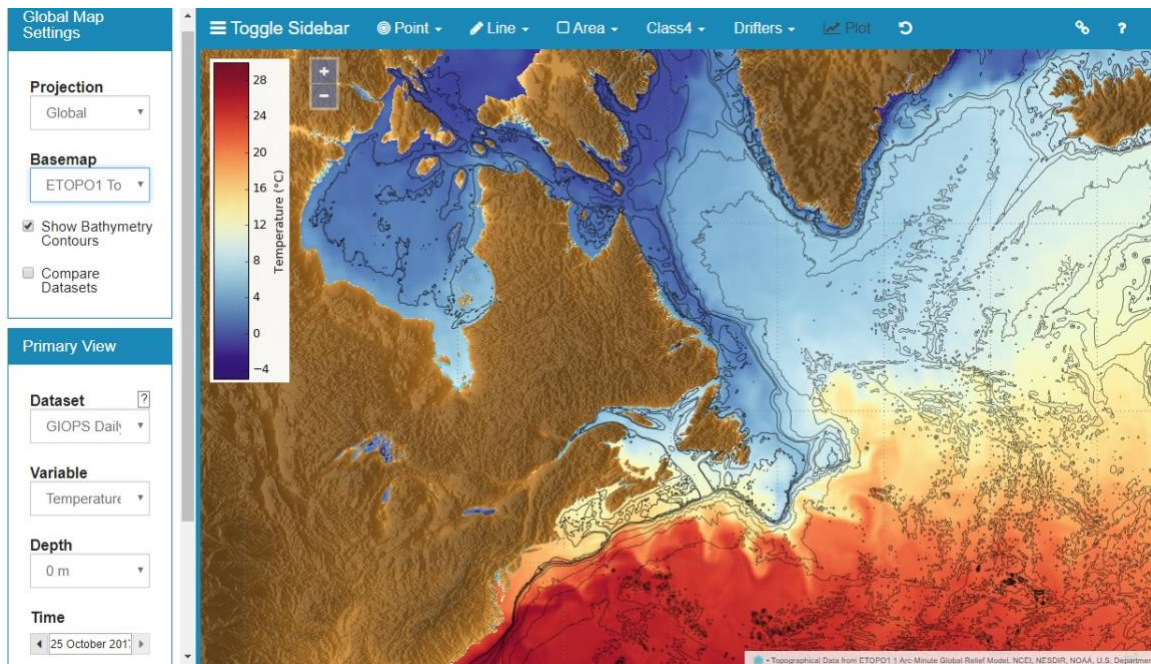 Global Map
Settings
Projection
Global
Basemap
ETOPO1 To
Show Bathymetry
Contours
Compare
Datasets
Primary View
Dataset
?
GIOPS Daily
Variable
Temperature
Depth
0 m
Time
25 October 2017
Toggle Sidebar
Point
Line
Area
Class4
Drifters
Plot
?
+
−
28
24
20
16
12
8
4
0
−4
Temperature (°C)
Topographical Data from ETOPO1 1 Arc-Minute Global Relief Model. NCEI, NESDIR, NOAA, U.S. Department